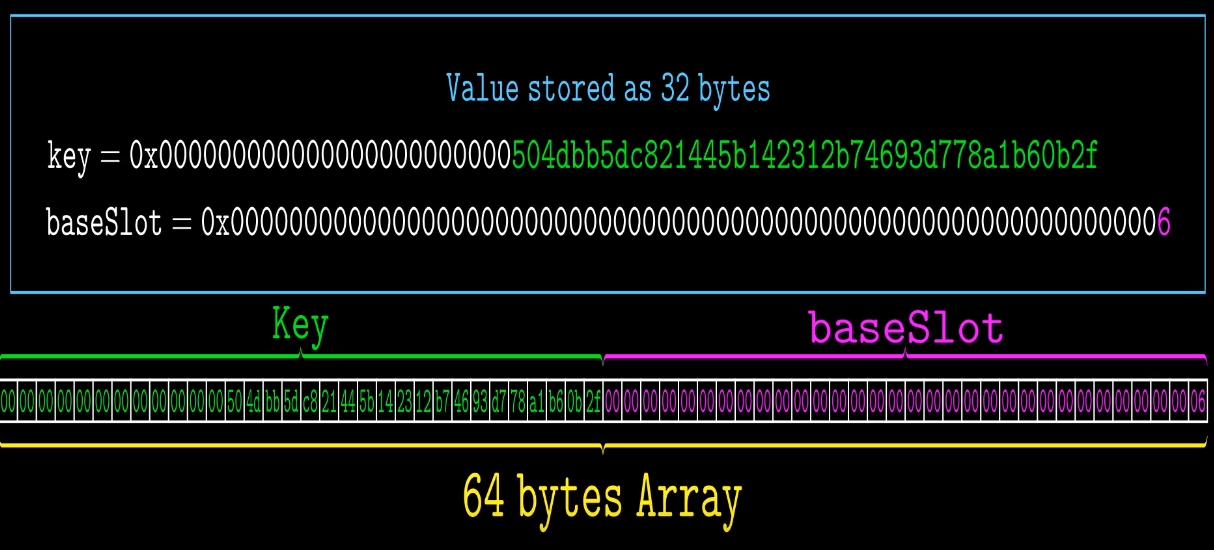 Value stored as 32 bytes
key = 0x000000000000000000000000504dbb5dc821445b142312b74693d778a1b60b2f
baseSlot = 0x0000000000000000000000000000000000000000000000000000000000000006
Key baseSlot
00 00 00 00 00 00 00 00 00 00 00 00 50 4d bb 5d c8 21 44 5b 14 23 12 b7 46 93 d7 78 a1 b6 0b 2f 00 00 00 00 00 00 00 00 00 00 00 00 00 00 00 00 00 00 00 00 00 00 00 00 00 00 00 00 00 00 00 06
64 bytes Array